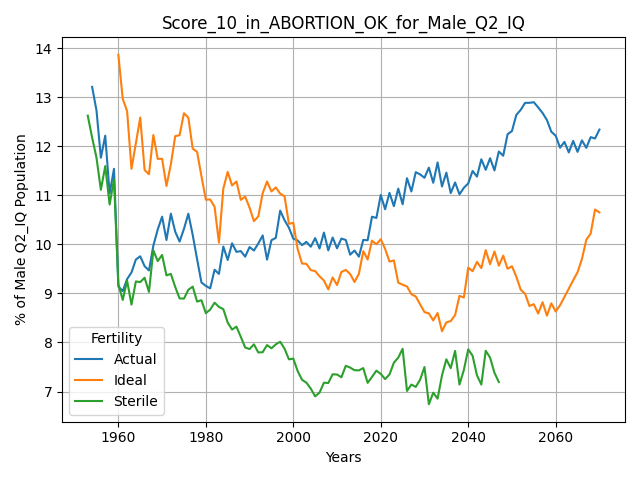 Score_10_in_ABORTION_OK_for_Male_Q2_IQ
% of Male Q2_IQ Population
14
13
12
11
10
9
8
7
Fertility
Actual
Ideal
Sterile
1960 1980 2000 2020 2040 2060
Years